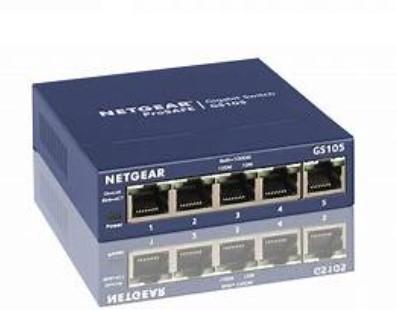 NETGEAR® | Gigabit Switch
ProSAFE | GS105
GS105
NETGEAR
Power
1 2 3 4 5